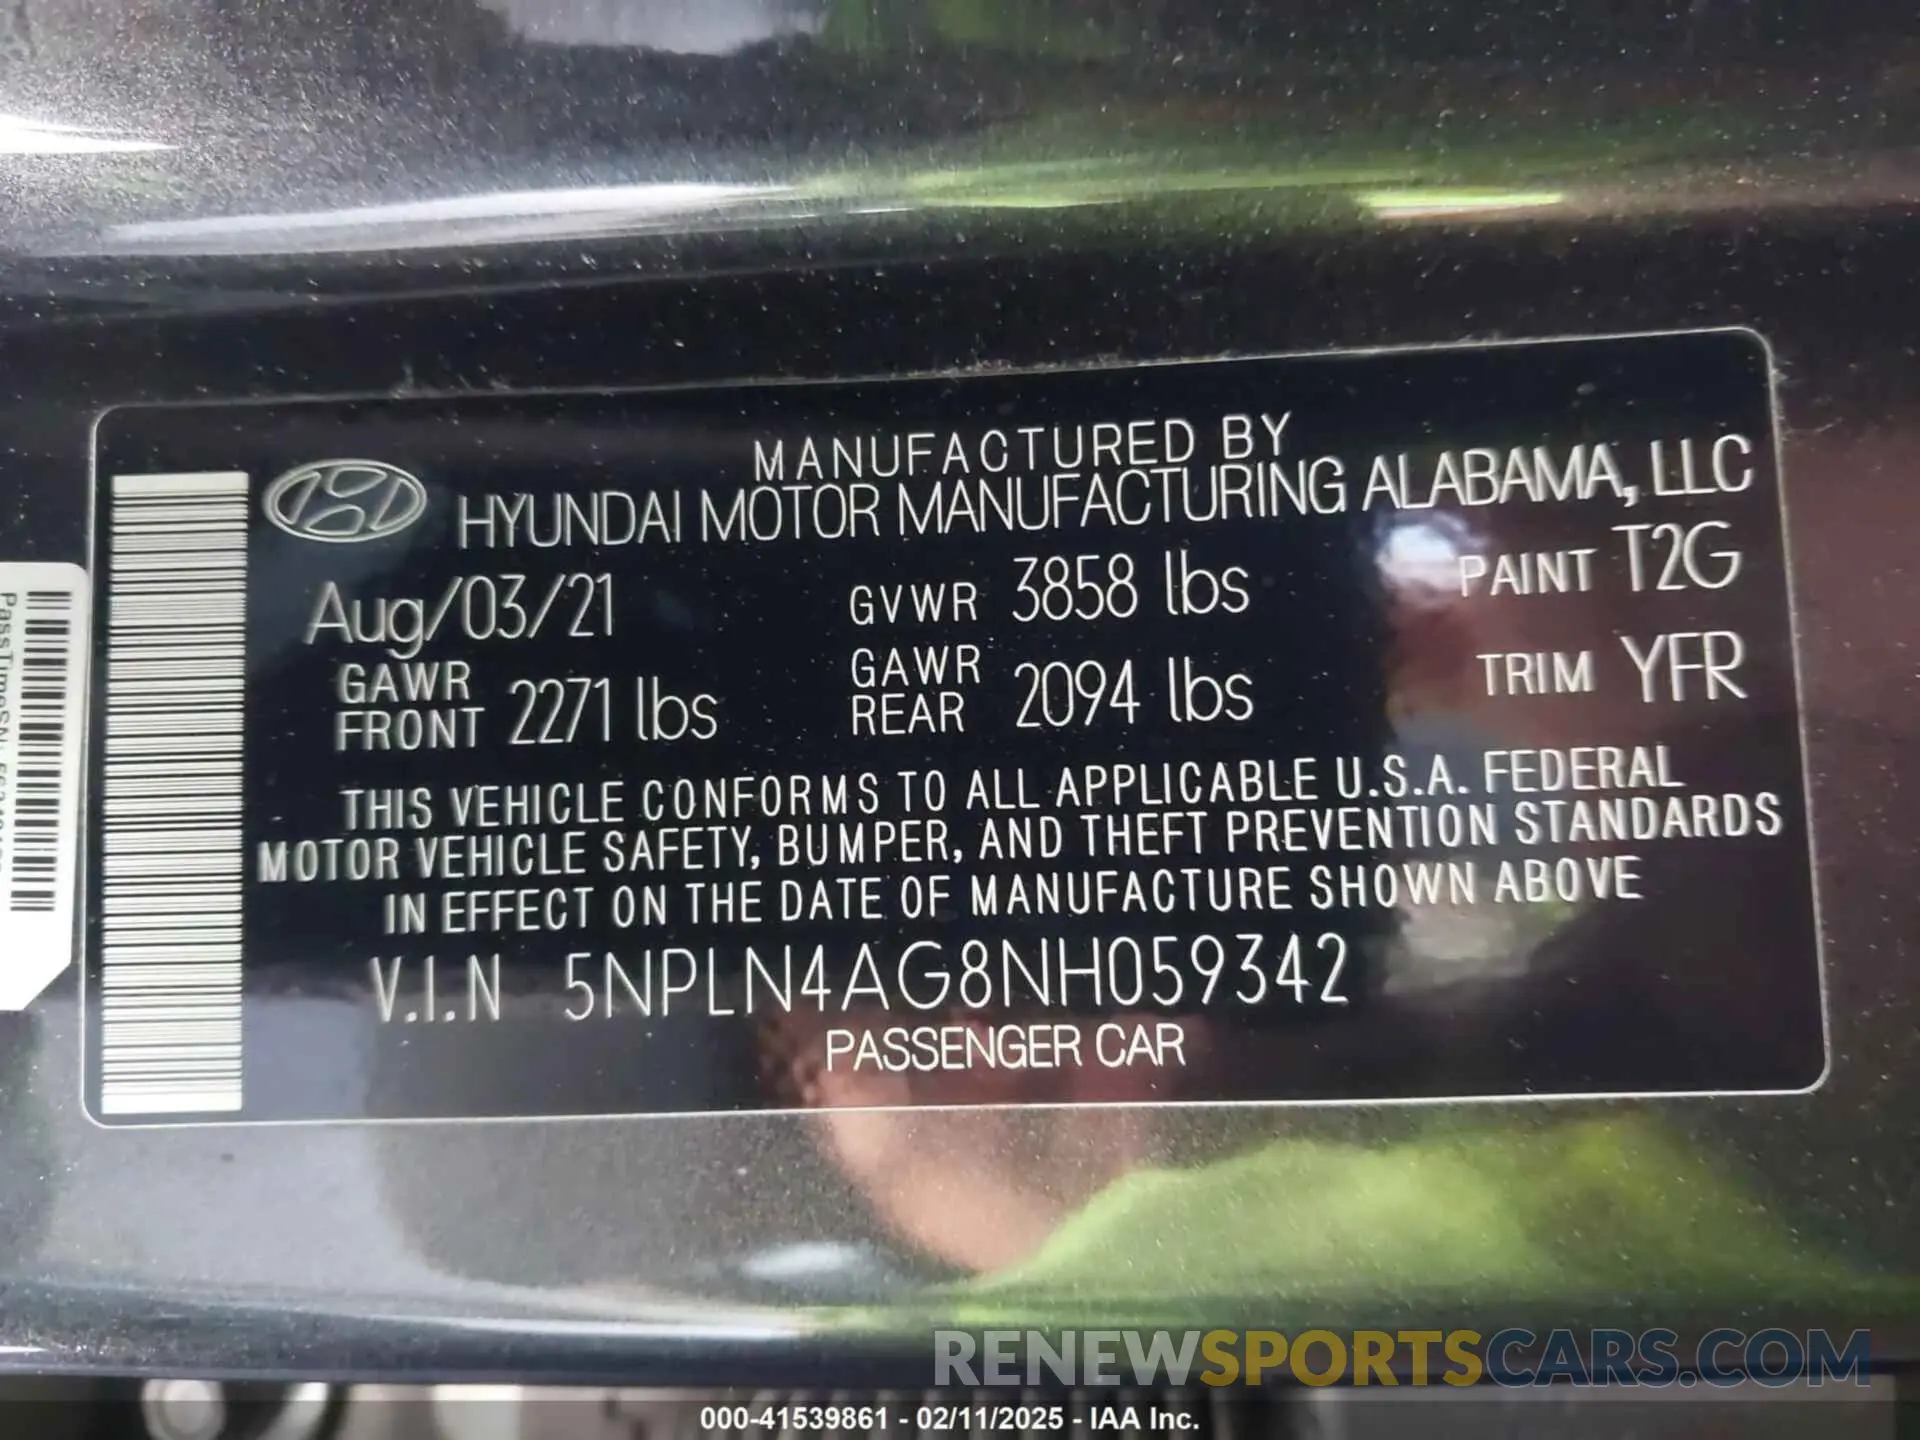 MANUFACTURED BY
HYUNDAI MOTOR MANUFACTURING ALABAMA, LLC
Aug/03/21 GVWR 3858 lbs PAINT T2G
GAWR FRONT 2271 lbs GAWR REAR 2094 lbs TRIM YFR
THIS VEHICLE CONFORMS TO ALL APPLICABLE U.S.A. FEDERAL
MOTOR VEHICLE SAFETY, BUMPER, AND THEFT PREVENTION STANDARDS
IN EFFECT ON THE DATE OF MANUFACTURE SHOWN ABOVE
V.I.N 5NPLN4AG8NH059342
PASSENGER CAR
PassTimeSN:
RENEWSPORTSCARS.COM
000-41539861 - 02/11/2025 - IAA Inc.